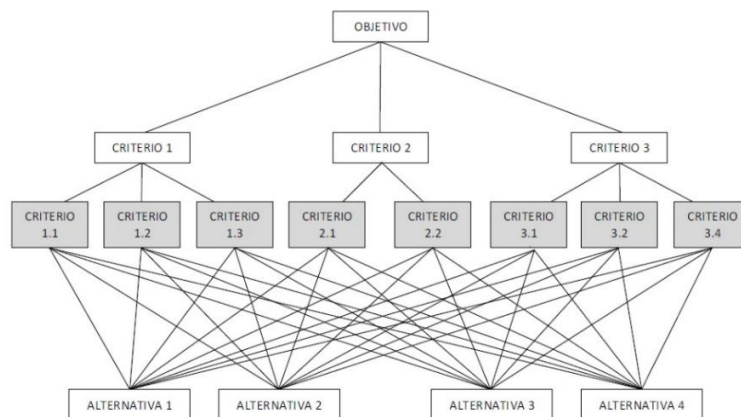 OBJETIVO
CRITERIO 1
CRITERIO 2
CRITERIO 3
CRITERIO
1.1
CRITERIO
1.2
CRITERIO
1.3
CRITERIO
2.1
CRITERIO
2.2
CRITERIO
3.1
CRITERIO
3.2
CRITERIO
3.4
ALTERNATIVA 1
ALTERNATIVA 2
ALTERNATIVA 3
ALTERNATIVA 4